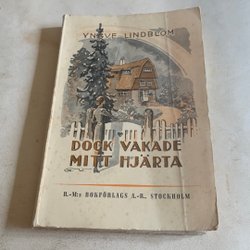 YNGVE LINDBLOM
DOCK VAKADE
MITT HJÄRTA
B.-M:s BOKFÖRLAGS A.-B., STOCKHOLM